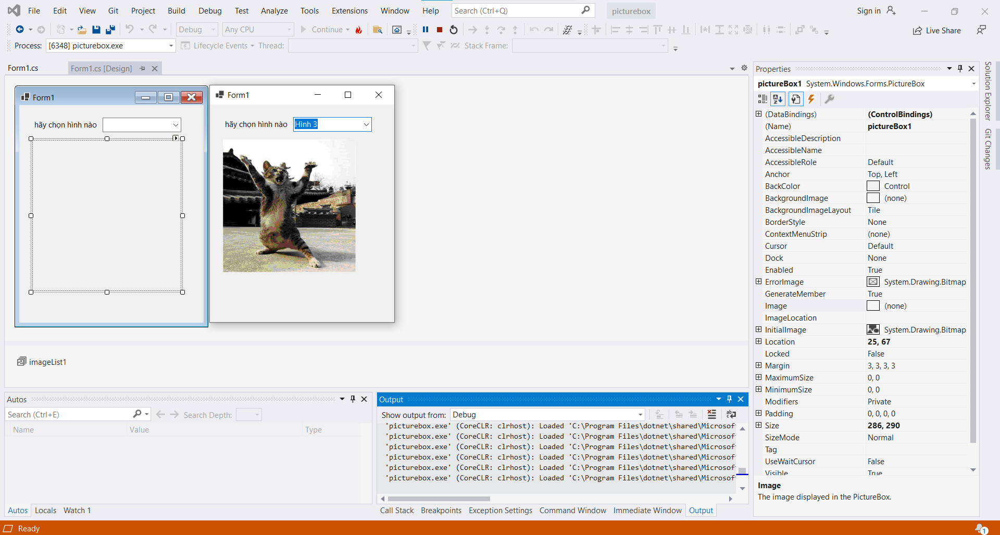 File Edit View Git Project Build Debug Test Analyze Tools Extensions Window Help Search (Ctrl+Q) picturebox Sign in
Debug Any CPU Continue Live Share
Process: [6348] picturebox.exe Lifecycle Events Thread: Stack Frame:
Form1.cs Form1.cs [Design]
Form1
hãy chọn hình nào
Form1
hãy chọn hình nào Hình 3
imageList1
Autos
Search (Ctrl+E) Search Depth:
Name Value Type
Autos Locals Watch 1
Output
Show output from: Debug
'picturebox.exe' (CoreCLR: clrhost): Loaded 'C:\Program Files\dotnet\shared\Microsof
'picturebox.exe' (CoreCLR: clrhost): Loaded 'C:\Program Files\dotnet\shared\Microsof
'picturebox.exe' (CoreCLR: clrhost): Loaded 'C:\Program Files\dotnet\shared\Microsof
'picturebox.exe' (CoreCLR: clrhost): Loaded 'C:\Program Files\dotnet\shared\Microsof
'picturebox.exe' (CoreCLR: clrhost): Loaded 'C:\Program Files\dotnet\shared\Microsof
'picturebox.exe' (CoreCLR: clrhost): Loaded 'C:\Program Files\dotnet\shared\Microsof
Call Stack Breakpoints Exception Settings Command Window Immediate Window Output
Properties
pictureBox1 System.Windows.Forms.PictureBox
(DataBindings) (ControlBindings)
(Name) pictureBox1
AccessibleDescription
AccessibleName
AccessibleRole Default
Anchor Top, Left
BackColor Control
BackgroundImage (none)
BackgroundImageLayout Tile
BorderStyle None
ContextMenuStrip (none)
Cursor Default
Dock None
Enabled True
ErrorImage System.Drawing.Bitmap
GenerateMember True
Image (none)
ImageLocation
InitialImage System.Drawing.Bitmap
Location 25, 67
Locked False
Margin 3, 3, 3, 3
MaximumSize 0, 0
MinimumSize 0, 0
Modifiers Private
Padding 0, 0, 0, 0
Size 286, 290
SizeMode Normal
Tag
UseWaitCursor False
Visible True
Image
The image displayed in the PictureBox.
Solution Explorer
Git Changes
Ready 1